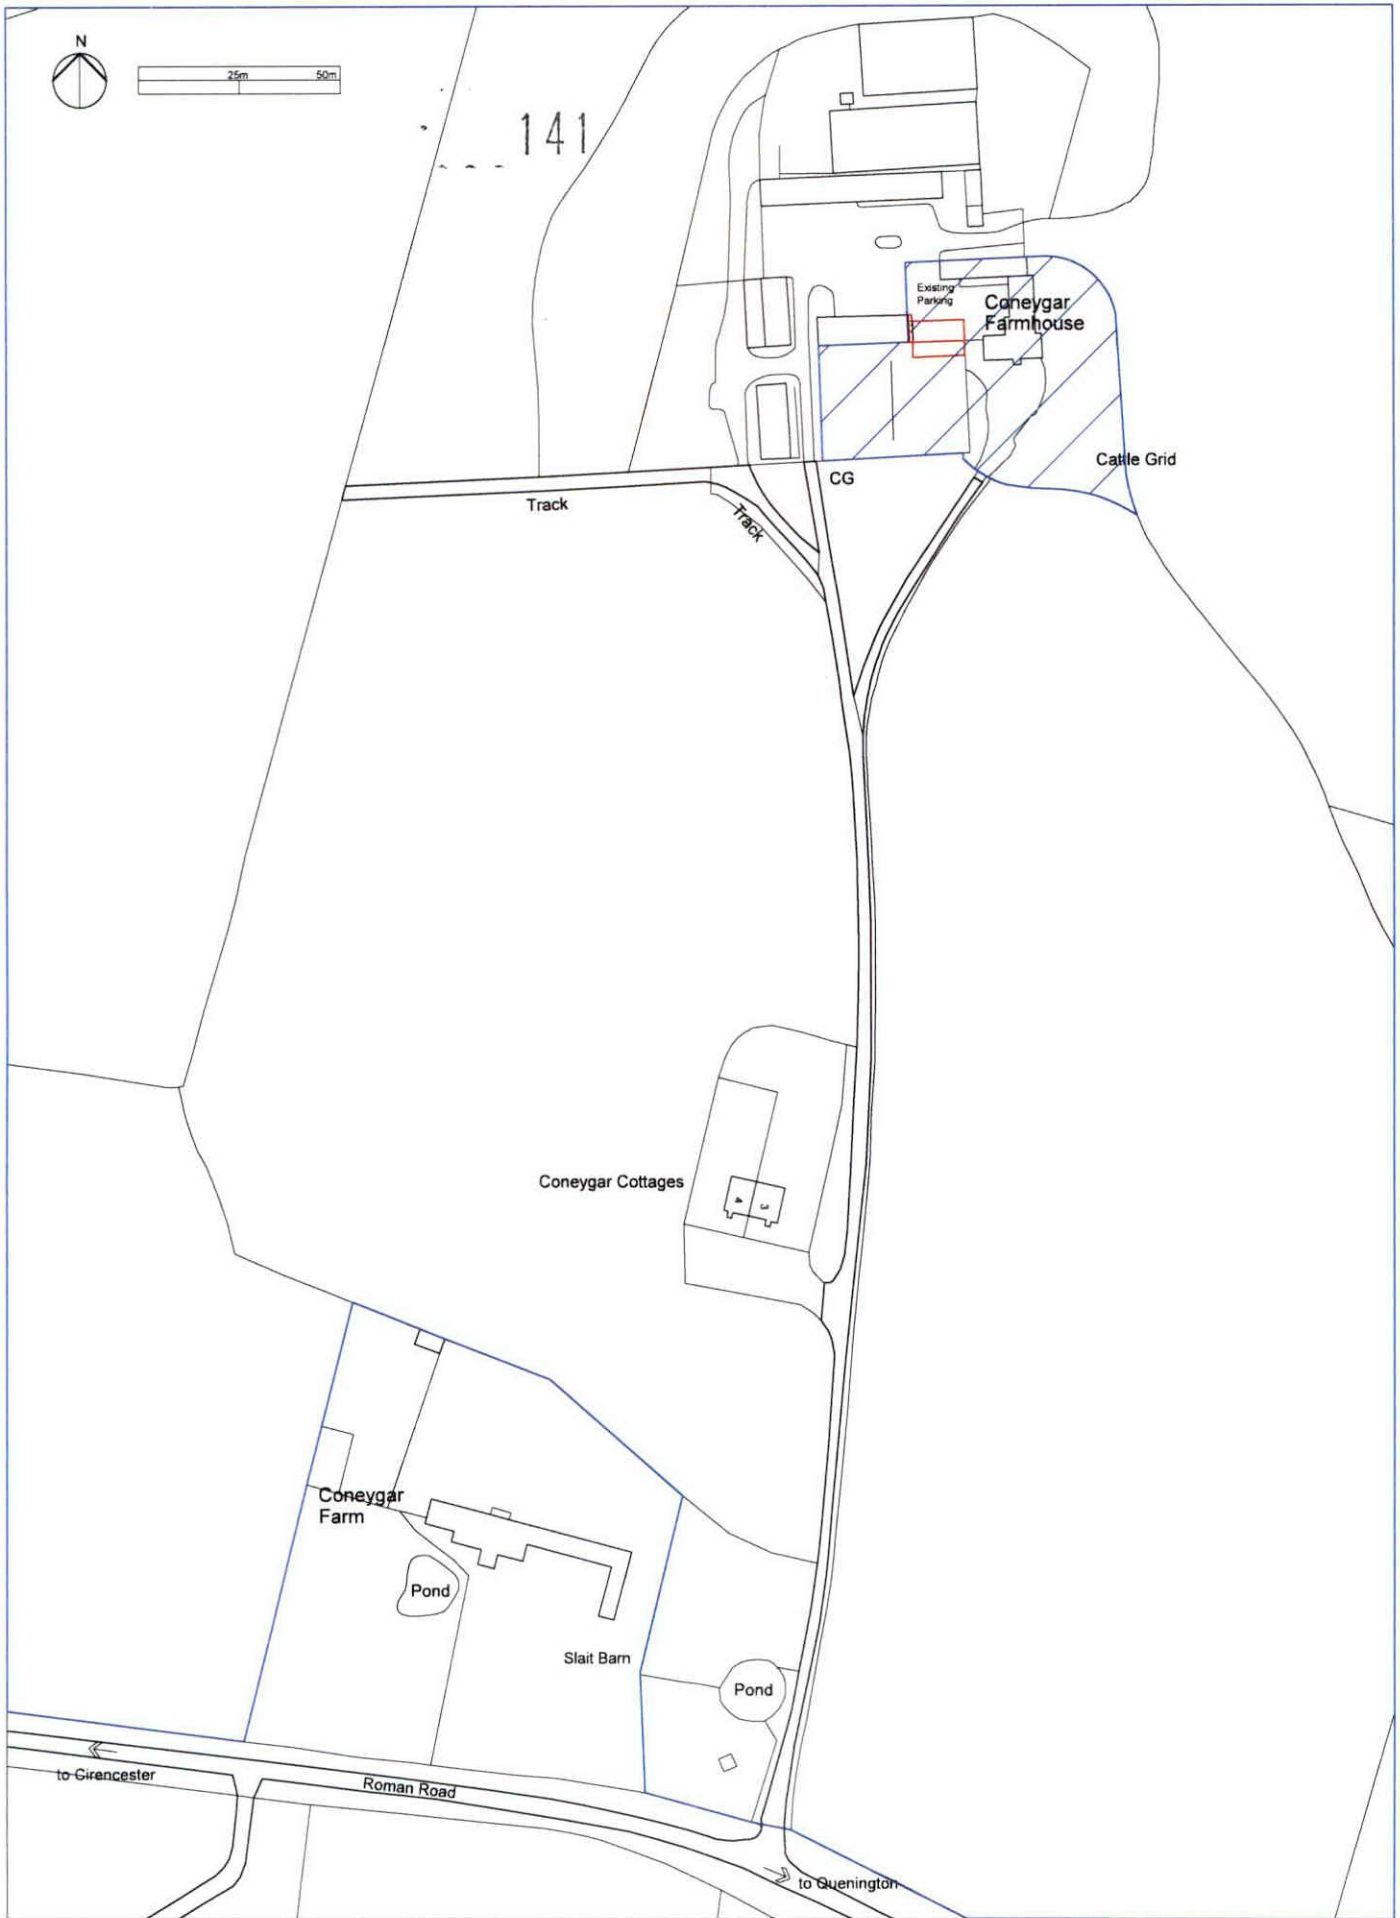 N
25m 50m
141
Existing
Parking
Coneygar
Farmhouse
Cattle Grid
CG
Track
Track
Coneygar Cottages
4 3
Coneygar
Farm
Pond
Slait Barn
Pond
to Cirencester
Roman Road
to Quenington